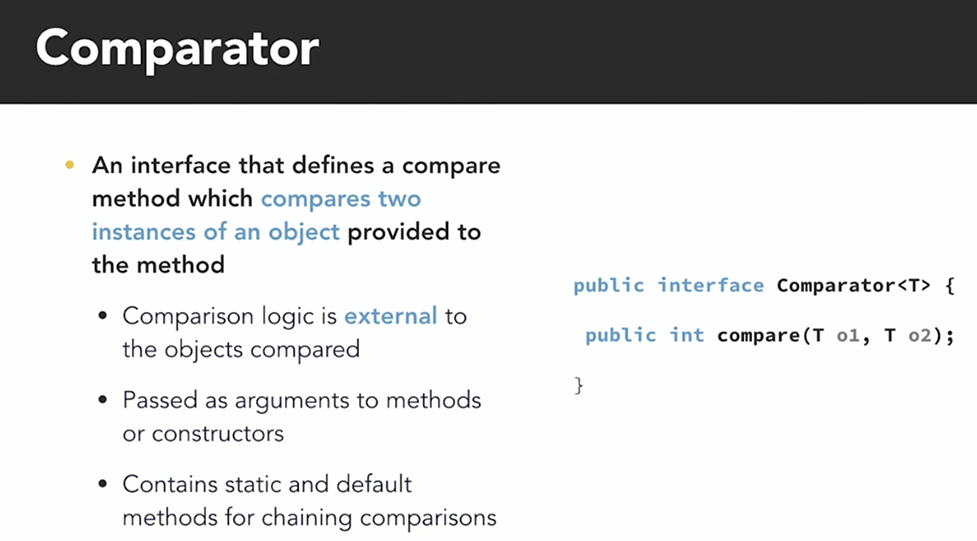 Comparator
• An interface that defines a compare
method which compares two
instances of an object provided to
the method
• Comparison logic is external to
the objects compared
• Passed as arguments to methods
or constructors
• Contains static and default
methods for chaining comparisons
public interface Comparator<T> {
public int compare(T o1, T o2);
}